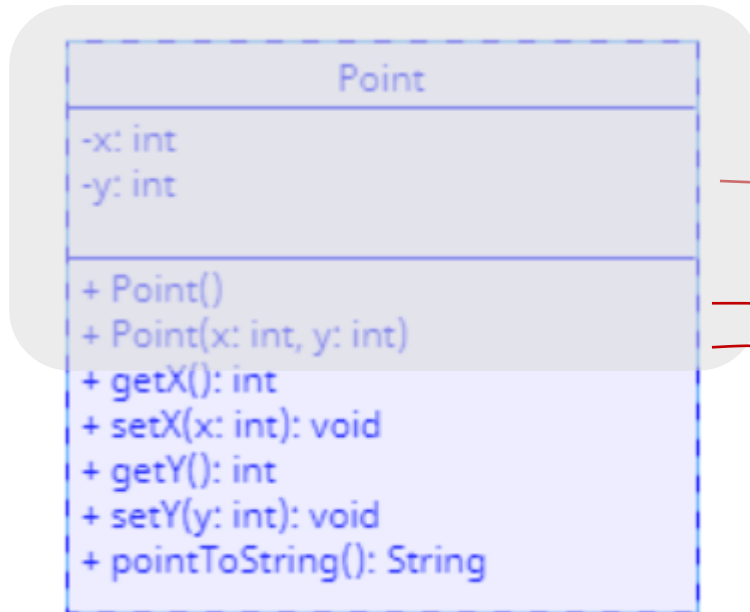 Point
-x: int
-y: int
+ Point()
+ Point(x: int, y: int)
+ getX(): int
+ setX(x: int): void
+ getY(): int
+ setY(y: int): void
+ pointToString(): String